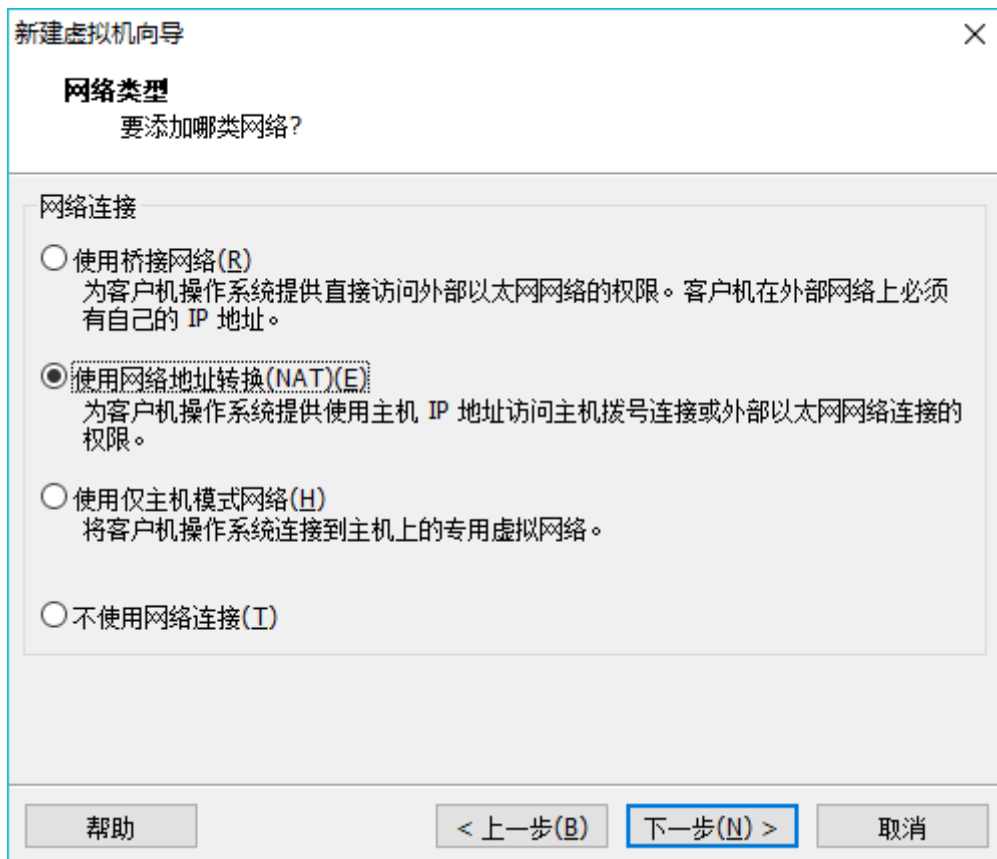 新建虚拟机向导
网络类型
要添加哪类网络?
网络连接
使用桥接网络(R)
为客户机操作系统提供直接访问外部以太网网络的权限。客户机在外部网络上必须
有自己的 IP 地址。
使用网络地址转换(NAT)(E)
为客户机操作系统提供使用主机 IP 地址访问主机拨号连接或外部以太网网络连接的
权限。
使用仅主机模式网络(H)
将客户机操作系统连接到主机上的专用虚拟网络。
不使用网络连接(T)
帮助
< 上一步(B)
下一步(N) >
取消